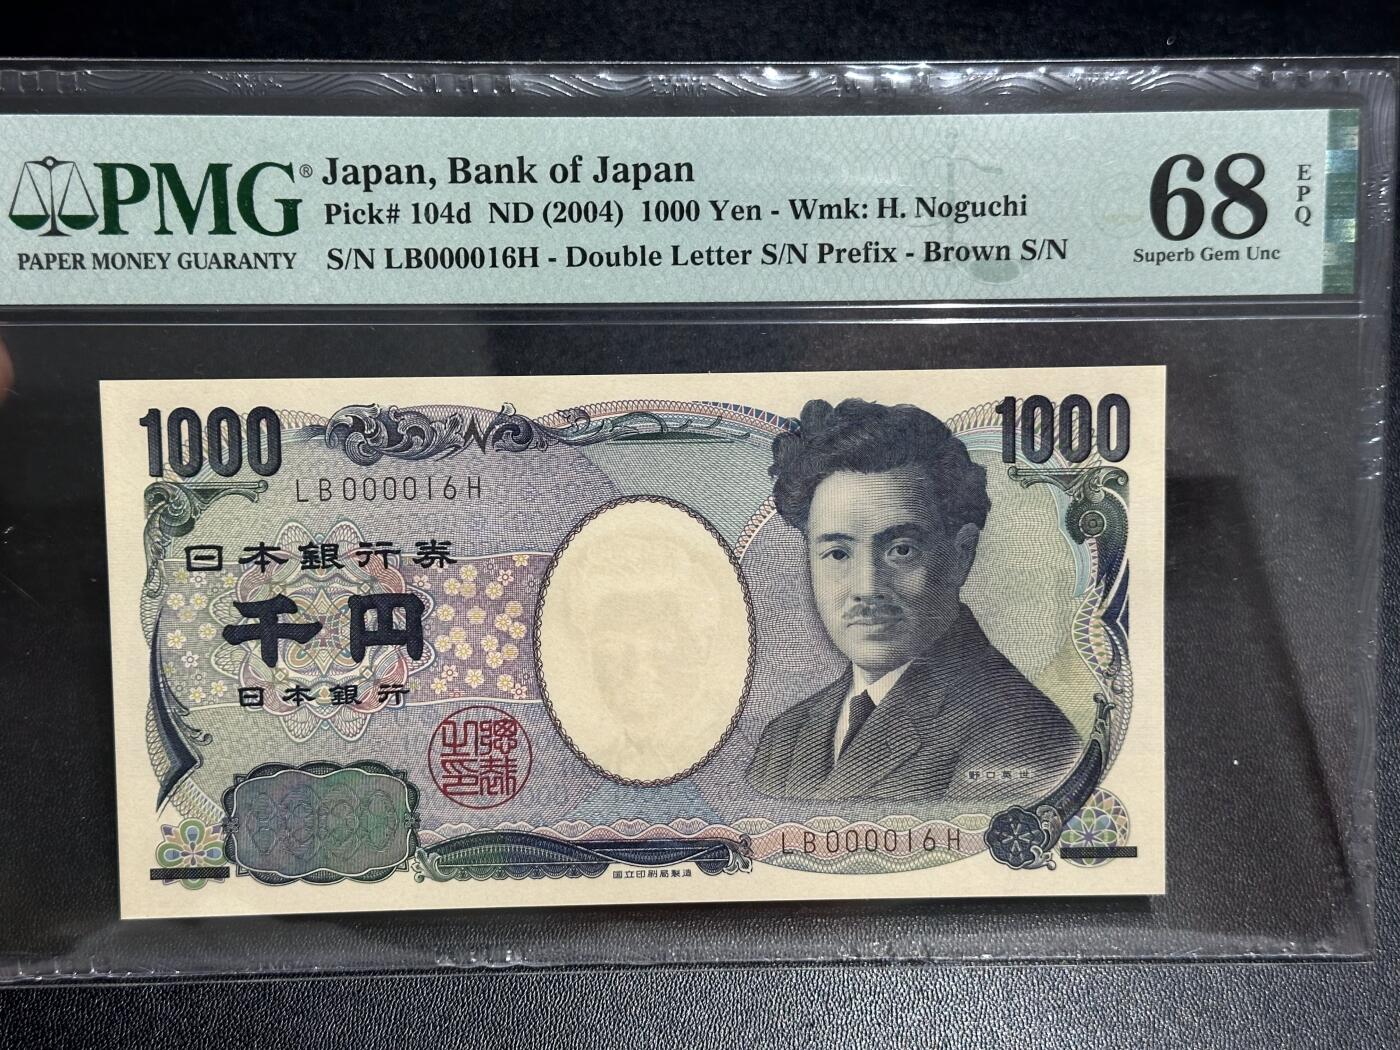 PMG®
PAPER MONEY GUARANTY
Japan, Bank of Japan
Pick# 104d ND (2004) 1000 Yen - Wmk: H. Noguchi
S/N LB000016H - Double Letter S/N Prefix - Brown S/N
68
EPQ
Superb Gem Unc
1000
1000
LB000016H
日本銀行券
千円
日本銀行
野口英世
LB000016H
国立印刷局製造